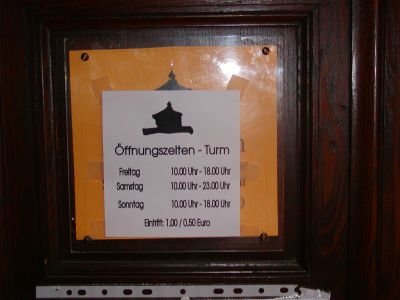 Öffnungszeiten - Turm
Freitag 10.00 Uhr - 18.00 Uhr
Samstag 10.00 Uhr - 23.00 Uhr
Sonntag 10.00 Uhr - 18.00 Uhr
Eintritt: 1,00 / 0,50 Euro